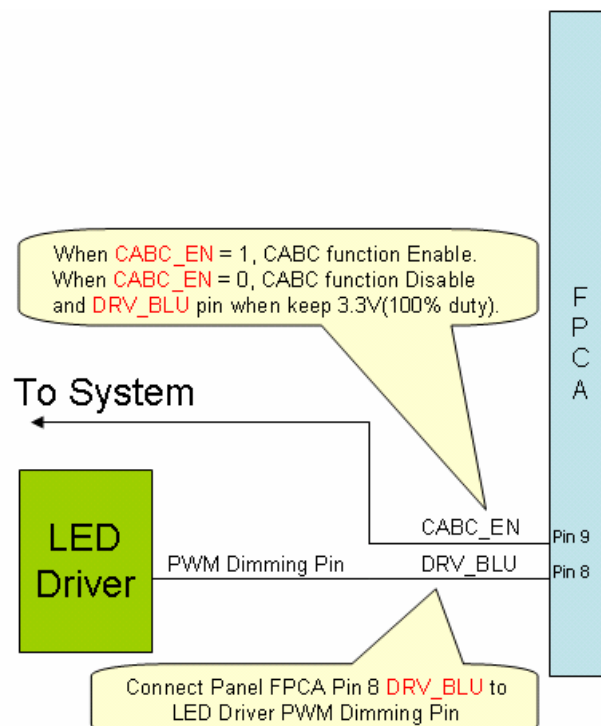 When CABC_EN = 1, CABC function Enable.
When CABC_EN = 0, CABC function Disable
and DRV_BLU pin when keep 3.3V(100% duty).
F
P
C
A
To System
CABC_EN
Pin 9
LED
Driver
PWM Dimming Pin
DRV_BLU
Pin 8
Connect Panel FPCA Pin 8 DRV_BLU to
LED Driver PWM Dimming Pin